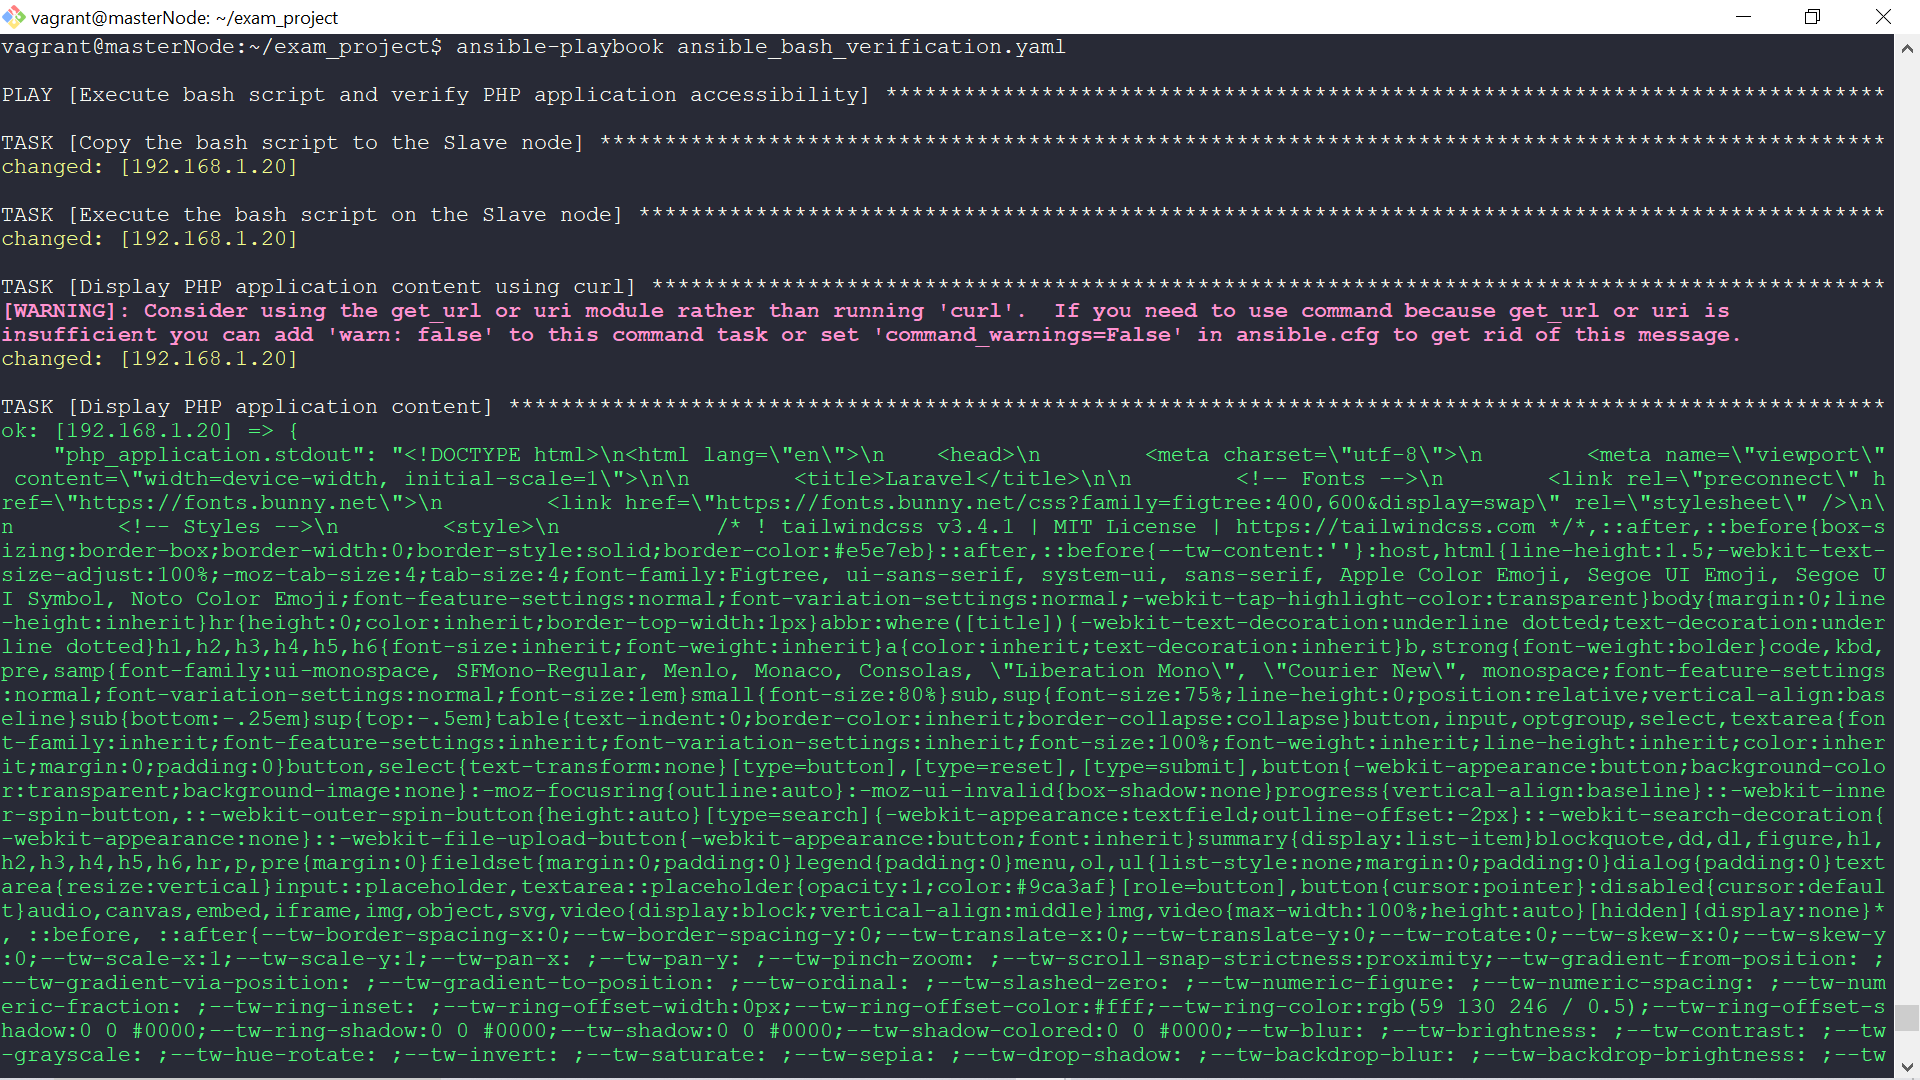 vagrant@masterNode: ~/exam_project
vagrant@masterNode:~/exam_project$ ansible-playbook ansible_bash_verification.yaml
PLAY [Execute bash script and verify PHP application accessibility] *****************************************************************************
TASK [Copy the bash script to the Slave node] ***************************************************************************************************
changed: [192.168.1.20]
TASK [Execute the bash script on the Slave node] ************************************************************************************************
changed: [192.168.1.20]
TASK [Display PHP application content using curl] ***********************************************************************************************
[WARNING]: Consider using the get_url or uri module rather than running 'curl'.  If you need to use command because get_url or uri is
insufficient you can add 'warn: false' to this command task or set 'command_warnings=False' in ansible.cfg to get rid of this message.
changed: [192.168.1.20]
TASK [Display PHP application content] **********************************************************************************************************
ok: [192.168.1.20] => {
    "php_application.stdout": "<!DOCTYPE html>\n<html lang=\"en\">\n    <head>\n        <meta charset=\"utf-8\">\n        <meta name=\"viewport\"
 content=\"width=device-width, initial-scale=1\">\n\n        <title>Laravel</title>\n\n        <!-- Fonts -->\n        <link rel=\"preconnect\" h
ref=\"https://fonts.bunny.net\">\n        <link href=\"https://fonts.bunny.net/css?family=figtree:400,600&display=swap\" rel=\"stylesheet\" />\n\
n        <!-- Styles -->\n        <style>\n            /* ! tailwindcss v3.4.1 | MIT License | https://tailwindcss.com */*,::after,::before{box-s
izing:border-box;border-width:0;border-style:solid;border-color:#e5e7eb}::after,::before{--tw-content:''}:host,html{line-height:1.5;-webkit-text-
size-adjust:100%;-moz-tab-size:4;tab-size:4;font-family:Figtree, ui-sans-serif, system-ui, sans-serif, Apple Color Emoji, Segoe UI Emoji, Segoe U
I Symbol, Noto Color Emoji;font-feature-settings:normal;font-variation-settings:normal;-webkit-tap-highlight-color:transparent}body{margin:0;line
-height:inherit}hr{height:0;color:inherit;border-top-width:1px}abbr:where([title]){-webkit-text-decoration:underline dotted;text-decoration:under
line dotted}h1,h2,h3,h4,h5,h6{font-size:inherit;font-weight:inherit}a{color:inherit;text-decoration:inherit}b,strong{font-weight:bolder}code,kbd,
pre,samp{font-family:ui-monospace, SFMono-Regular, Menlo, Monaco, Consolas, \"Liberation Mono\", \"Courier New\", monospace;font-feature-settings
:normal;font-variation-settings:normal;font-size:1em}small{font-size:80%}sub,sup{font-size:75%;line-height:0;position:relative;vertical-align:bas
eline}sub{bottom:-.25em}sup{top:-.5em}table{text-indent:0;border-color:inherit;border-collapse:collapse}button,input,optgroup,select,textarea{fon
t-family:inherit;font-feature-settings:inherit;font-variation-settings:inherit;font-size:100%;font-weight:inherit;line-height:inherit;color:inher
it;margin:0;padding:0}button,select{text-transform:none}[type=button],[type=reset],[type=submit],button{-webkit-appearance:button;background-colo
r:transparent;background-image:none}:-moz-focusring{outline:auto}:-moz-ui-invalid{box-shadow:none}progress{vertical-align:baseline}::-webkit-inne
r-spin-button,::-webkit-outer-spin-button{height:auto}[type=search]{-webkit-appearance:textfield;outline-offset:-2px}::-webkit-search-decoration{
-webkit-appearance:none}::-webkit-file-upload-button{-webkit-appearance:button;font:inherit}summary{display:list-item}blockquote,dd,dl,figure,h1,
h2,h3,h4,h5,h6,hr,p,pre{margin:0}fieldset{margin:0;padding:0}legend{padding:0}menu,ol,ul{list-style:none;margin:0;padding:0}dialog{padding:0}text
area{resize:vertical}input::placeholder,textarea::placeholder{opacity:1;color:#9ca3af}[role=button],button{cursor:pointer}:disabled{cursor:defaul
t}audio,canvas,embed,iframe,img,object,svg,video{display:block;vertical-align:middle}img,video{max-width:100%;height:auto}[hidden]{display:none}*
, ::before, ::after{--tw-border-spacing-x:0;--tw-border-spacing-y:0;--tw-translate-x:0;--tw-translate-y:0;--tw-rotate:0;--tw-skew-x:0;--tw-skew-y
:0;--tw-scale-x:1;--tw-scale-y:1;--tw-pan-x: ;--tw-pan-y: ;--tw-pinch-zoom: ;--tw-scroll-snap-strictness:proximity;--tw-gradient-from-position: ;
--tw-gradient-via-position: ;--tw-gradient-to-position: ;--tw-ordinal: ;--tw-slashed-zero: ;--tw-numeric-figure: ;--tw-numeric-spacing: ;--tw-num
eric-fraction: ;--tw-ring-inset: ;--tw-ring-offset-width:0px;--tw-ring-offset-color:#fff;--tw-ring-color:rgb(59 130 246 / 0.5);--tw-ring-offset-s
hadow:0 0 #0000;--tw-ring-shadow:0 0 #0000;--tw-shadow:0 0 #0000;--tw-shadow-colored:0 0 #0000;--tw-blur: ;--tw-brightness: ;--tw-contrast: ;--tw
-grayscale: ;--tw-hue-rotate: ;--tw-invert: ;--tw-saturate: ;--tw-sepia: ;--tw-drop-shadow: ;--tw-backdrop-blur: ;--tw-backdrop-brightness: ;--tw